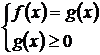 {f(x) = g(x)
g(x) ≥ 0